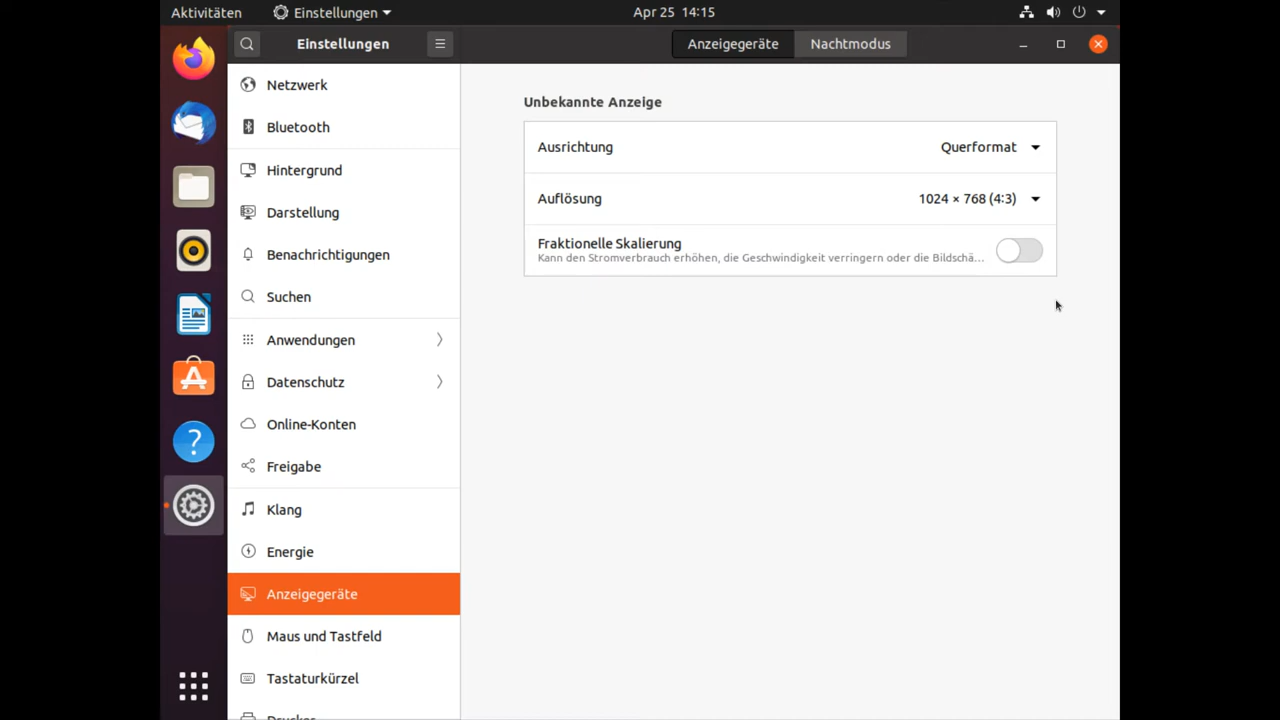 Aktivitäten
Einstellungen
Apr 25 14:15
Einstellungen
Anzeigegeräte
Nachtmodus
Netzwerk
Bluetooth
Hintergrund
Darstellung
Benachrichtigungen
Suchen
Anwendungen
Datenschutz
Online-Konten
Freigabe
Klang
Energie
Anzeigegeräte
Maus und Tastfeld
Tastaturkürzel
Drucker
Unbekannte Anzeige
Ausrichtung
Querformat
Auflösung
1024 × 768 (4:3)
Fraktionelle Skalierung
Kann den Stromverbrauch erhöhen, die Geschwindigkeit verringern oder die Bildschä…